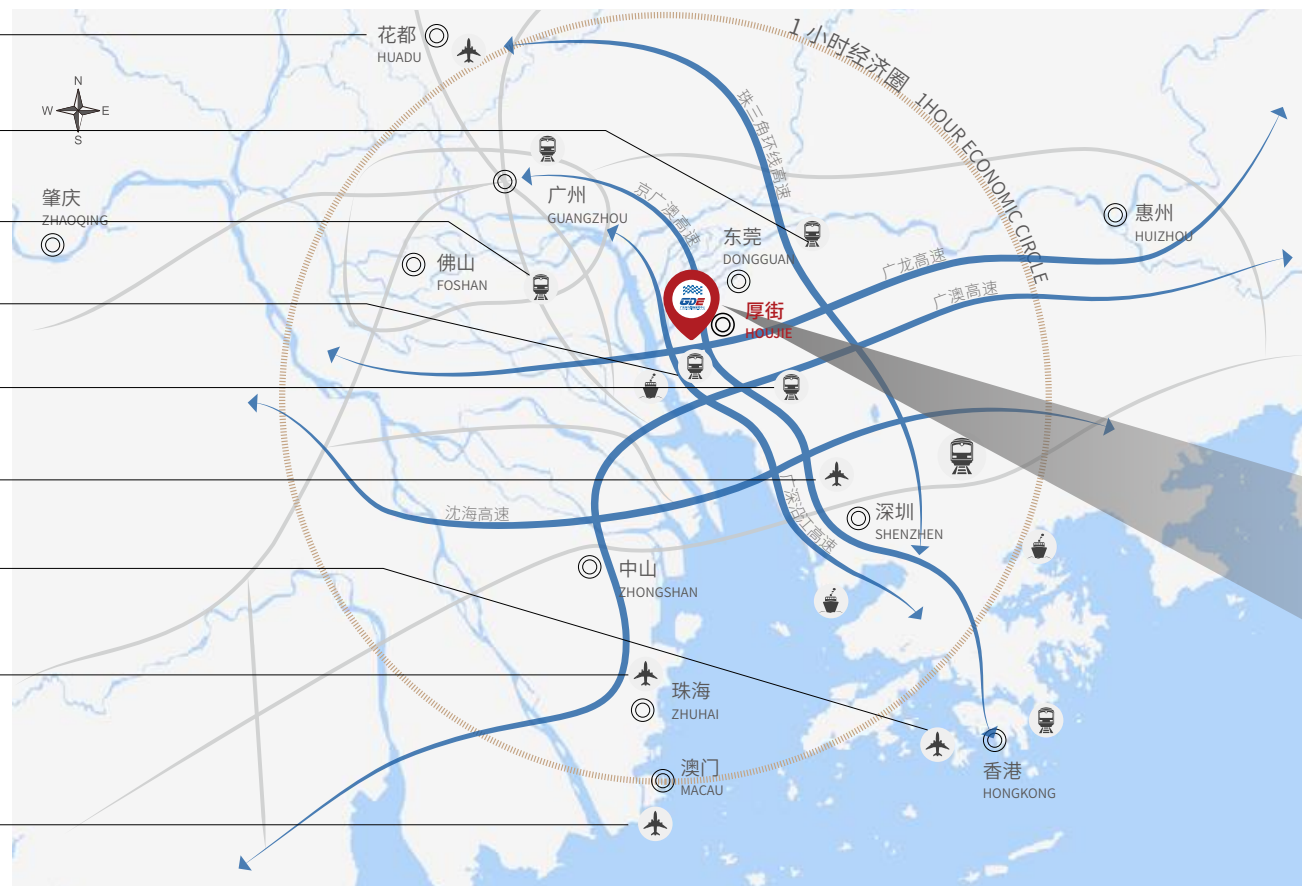 花都
HUADU
1 小时经济圈 1HOUR ECONOMIC CIRCLE
N
W
E
S
珠三角环线高速
肇庆
ZHAOQING
广州
GUANGZHOU
京广澳高速
惠州
HUIZHOU
东莞
DONGGUAN
佛山
FOSHAN
广龙高速
广澳高速
GDE
厚街
HOUJIE
沈海高速
广深沿江高速
深圳
SHENZHEN
中山
ZHONGSHAN
珠海
ZHUHAI
澳门
MACAU
香港
HONGKONG